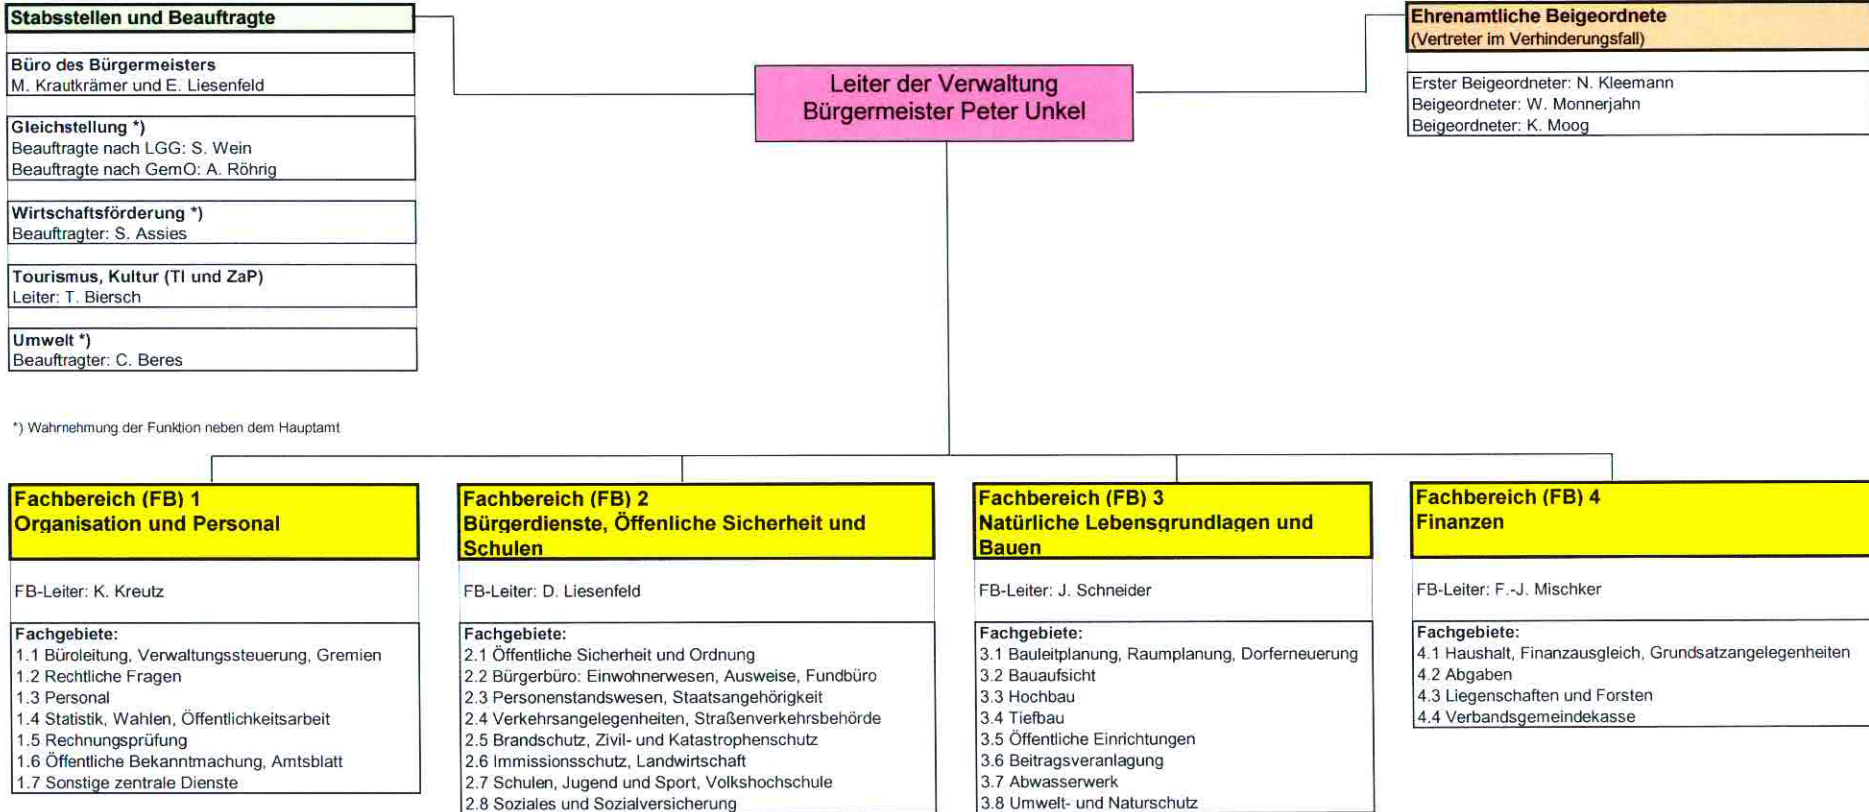 Stabsstellen und Beauftragte
Büro des Bürgermeisters
M. Krautkrämer und E. Liesenfeld
Gleichstellung *)
Beauftragte nach LGG: S. Wein
Beauftragte nach GemO: A. Röhrig
Wirtschaftsförderung *)
Beauftragter: S. Assies
Tourismus, Kultur (TI und ZaP)
Leiter: T. Biersch
Umwelt *)
Beauftragter: C. Beres
*) Wahrnehmung der Funktion neben dem Hauptamt
Leiter der Verwaltung
Bürgermeister Peter Unkel
Ehrenamtliche Beigeordnete
(Vertreter im Verhinderungsfall)
Erster Beigeordneter: N. Kleemann
Beigeordneter: W. Monnerjahn
Beigeordneter: K. Moog
Fachbereich (FB) 1
Organisation und Personal
FB-Leiter: K. Kreutz
Fachgebiete:
1.1 Büroleitung, Verwaltungssteuerung, Gremien
1.2 Rechtliche Fragen
1.3 Personal
1.4 Statistik, Wahlen, Öffentlichkeitsarbeit
1.5 Rechnungsprüfung
1.6 Öffentliche Bekanntmachung, Amtsblatt
1.7 Sonstige zentrale Dienste
Fachbereich (FB) 2
Bürgerdienste, Öffenliche Sicherheit und
Schulen
FB-Leiter: D. Liesenfeld
Fachgebiete:
2.1 Öffentliche Sicherheit und Ordnung
2.2 Bürgerbüro: Einwohnerwesen, Ausweise, Fundbüro
2.3 Personenstandswesen, Staatsangehörigkeit
2.4 Verkehrsangelegenheiten, Straßenverkehrsbehörde
2.5 Brandschutz, Zivil- und Katastrophenschutz
2.6 Immissionsschutz, Landwirtschaft
2.7 Schulen, Jugend und Sport, Volkshochschule
2.8 Soziales und Sozialversicherung
Fachbereich (FB) 3
Natürliche Lebensgrundlagen und
Bauen
FB-Leiter: J. Schneider
Fachgebiete:
3.1 Bauleitplanung, Raumplanung, Dorferneuerung
3.2 Bauaufsicht
3.3 Hochbau
3.4 Tiefbau
3.5 Öffentliche Einrichtungen
3.6 Beitragsveranlagung
3.7 Abwasserwerk
3.8 Umwelt- und Naturschutz
Fachbereich (FB) 4
Finanzen
FB-Leiter: F.-J. Mischker
Fachgebiete:
4.1 Haushalt, Finanzausgleich, Grundsatzangelegenheiten
4.2 Abgaben
4.3 Liegenschaften und Forsten
4.4 Verbandsgemeindekasse